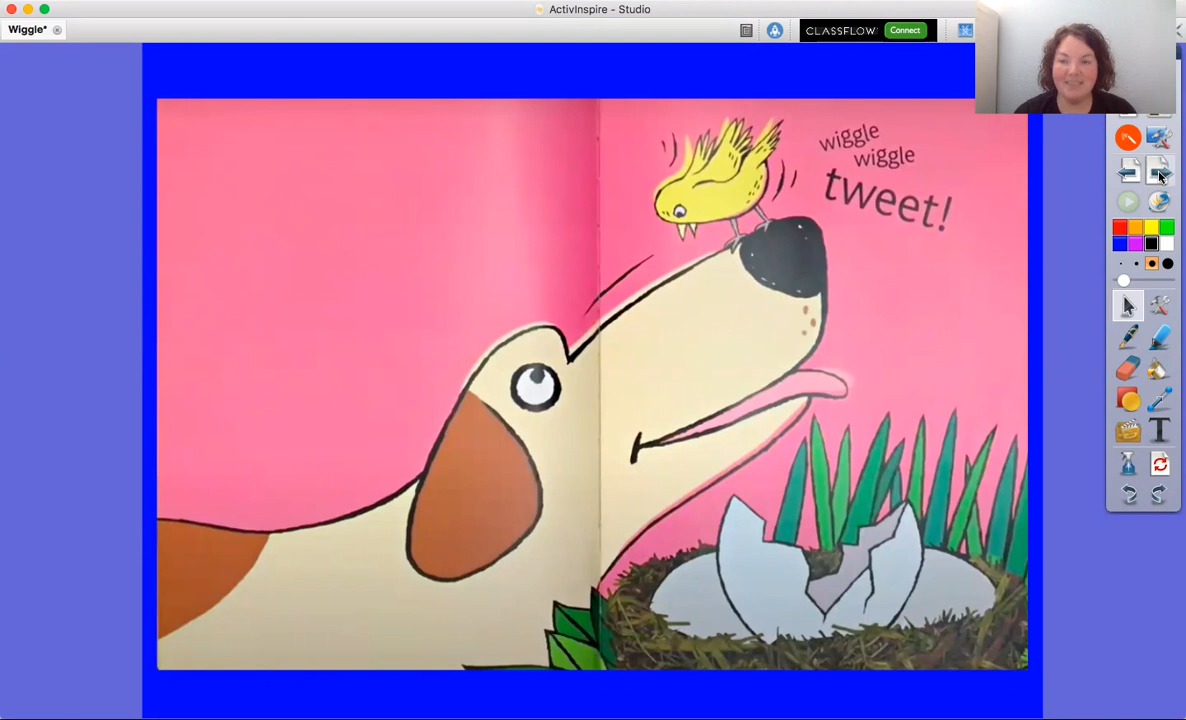 ActivInspire - Studio
Wiggle*
CLASSFLOW
Connect
wiggle
wiggle
tweet!
T